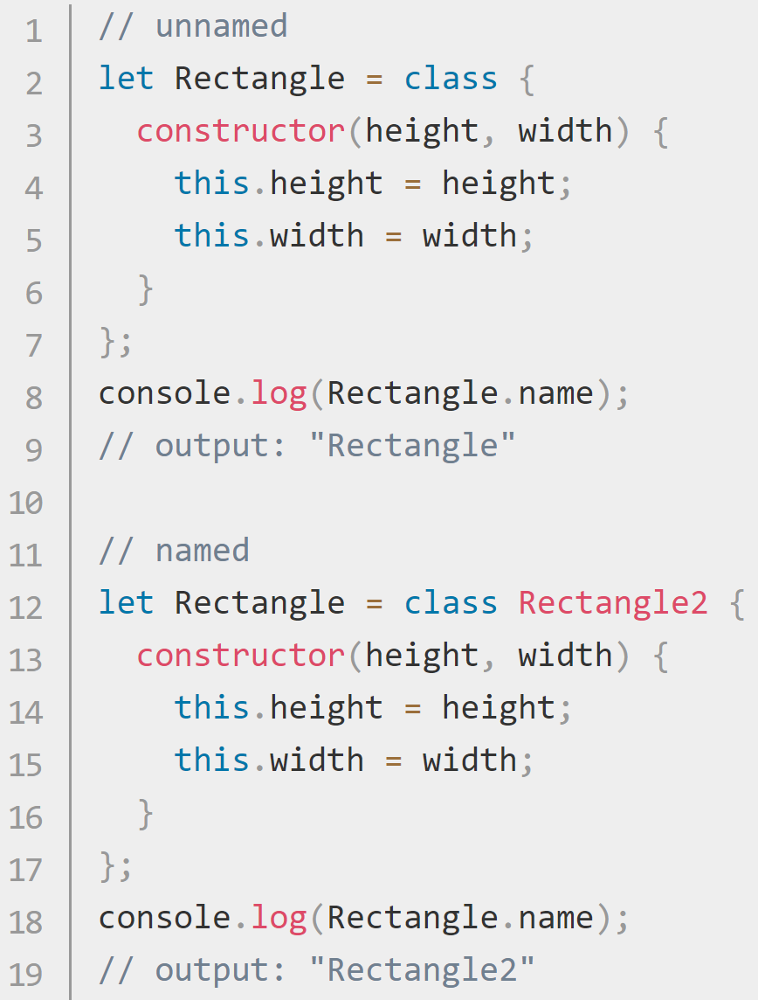 1 // unnamed
2 let Rectangle = class {
3   constructor(height, width) {
4     this.height = height;
5     this.width = width;
6   }
7 };
8 console.log(Rectangle.name);
9 // output: "Rectangle"
10
11 // named
12 let Rectangle = class Rectangle2 {
13   constructor(height, width) {
14     this.height = height;
15     this.width = width;
16   }
17 };
18 console.log(Rectangle.name);
19 // output: "Rectangle2"